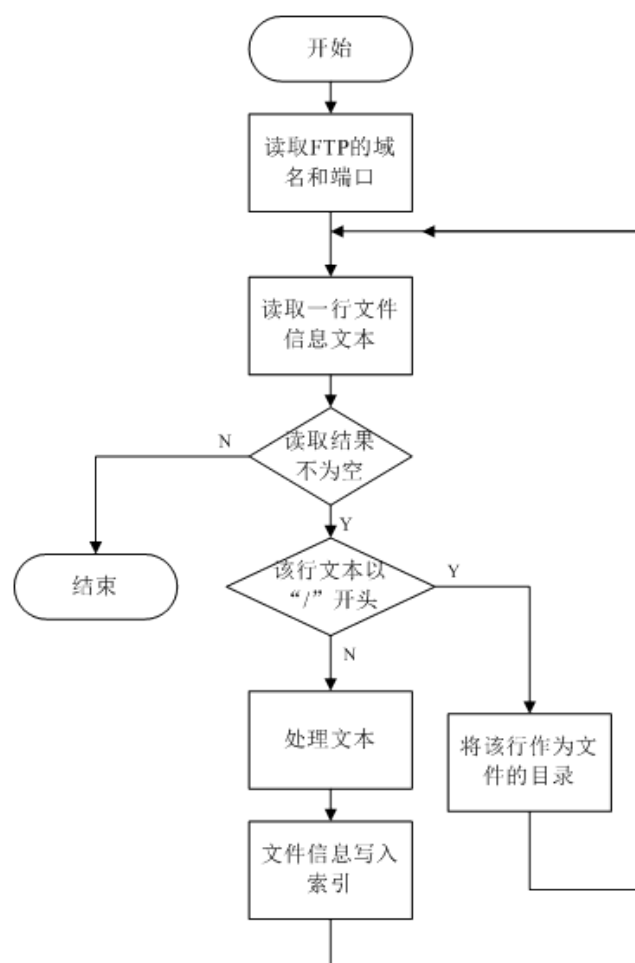 开始
读取FTP的域
名和端口
读取一行文件
信息文本
读取结果
不为空
N
Y
结束
该行文本以
“/”开头
Y
N
处理文本
将该行作为文
件的目录
文件信息写入
索引